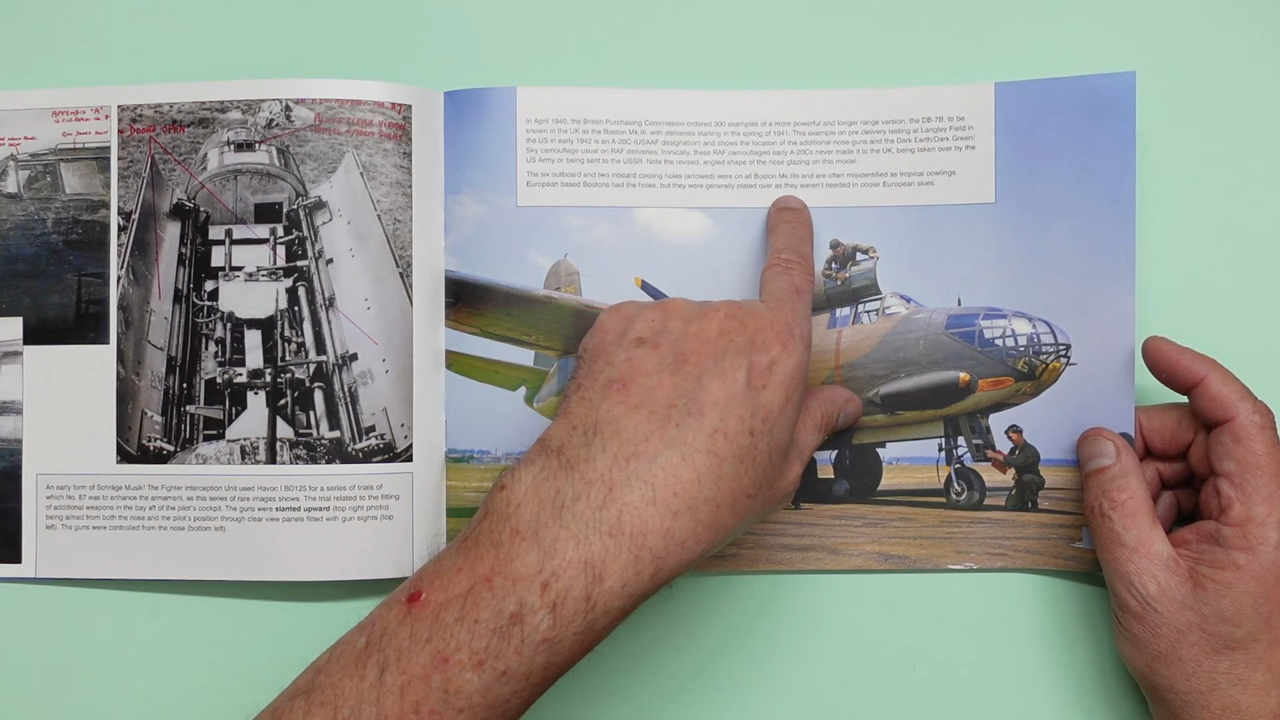 APPENDIX "A"
DOORS OPEN
An early form of Schräge Musik! The Fighter Interception Unit used Havoc I BD125 for a series of trials of
which No. 87 was to enhance the armament, as this series of rare images shows. The trial related to the fitting
of additional weapons in the bay aft of the pilot's cockpit. The guns were slanted upward (top right photo)
being aimed from both the nose and the pilot's position through clear view panels fitted with gun sights (top
left). The guns were controlled from the nose (bottom left)
In April 1940, the British Purchasing Commission ordered 300 examples of a more powerful and longer range version, the DB-7B, to be
known in the UK as the Boston Mk.III, with deliveries starting in the spring of 1941. This example on pre delivery testing at Langley Field in
the US in early 1942 is an A-20C (USAAF designation) and shows the location of the additional nose guns and the Dark Earth/Dark Green/
Sky camouflage usual on RAF deliveries. Ironically, these RAF camouflaged early A-20Cs never made it to the UK, being taken over by the
US Army or being sent to the USSR. Note the revised, angled shape of the nose glazing on this model.
The six outboard and two inboard cooling holes (arrowed) were on all Boston Mk.IIIs and are often misidentified as tropical cowlings.
European based Bostons had the holes, but they were generally plated over as they weren't needed in cooler European skies.